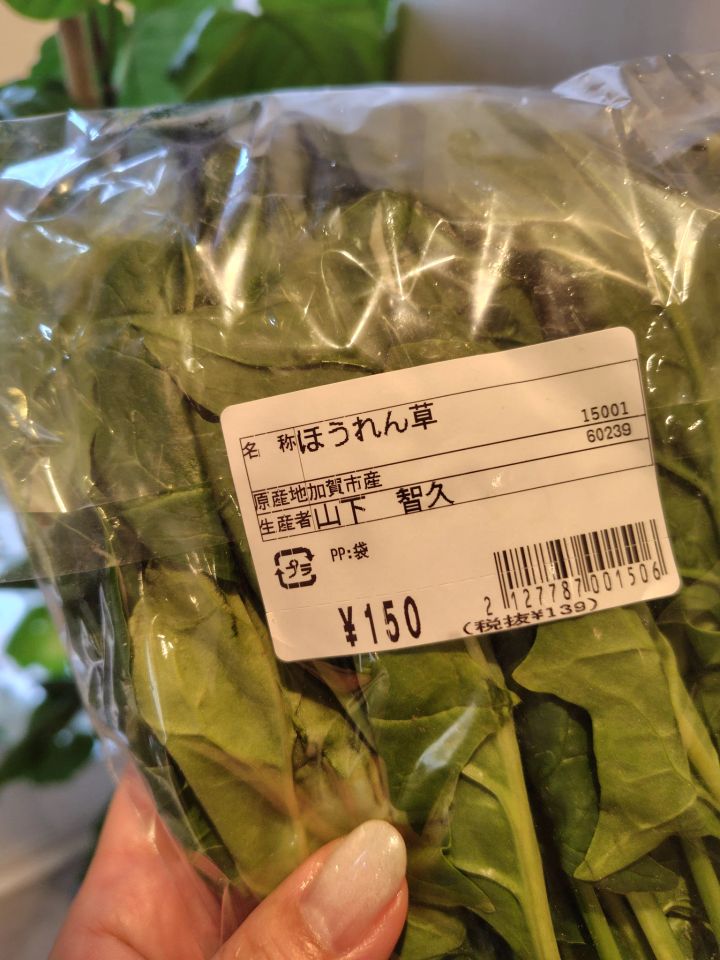 名 称 ほうれん草
15001
60239
原産地 加賀市産
生産者 山下 智久
プラ PP:袋
2 127787 001506
¥150 (税抜¥139)